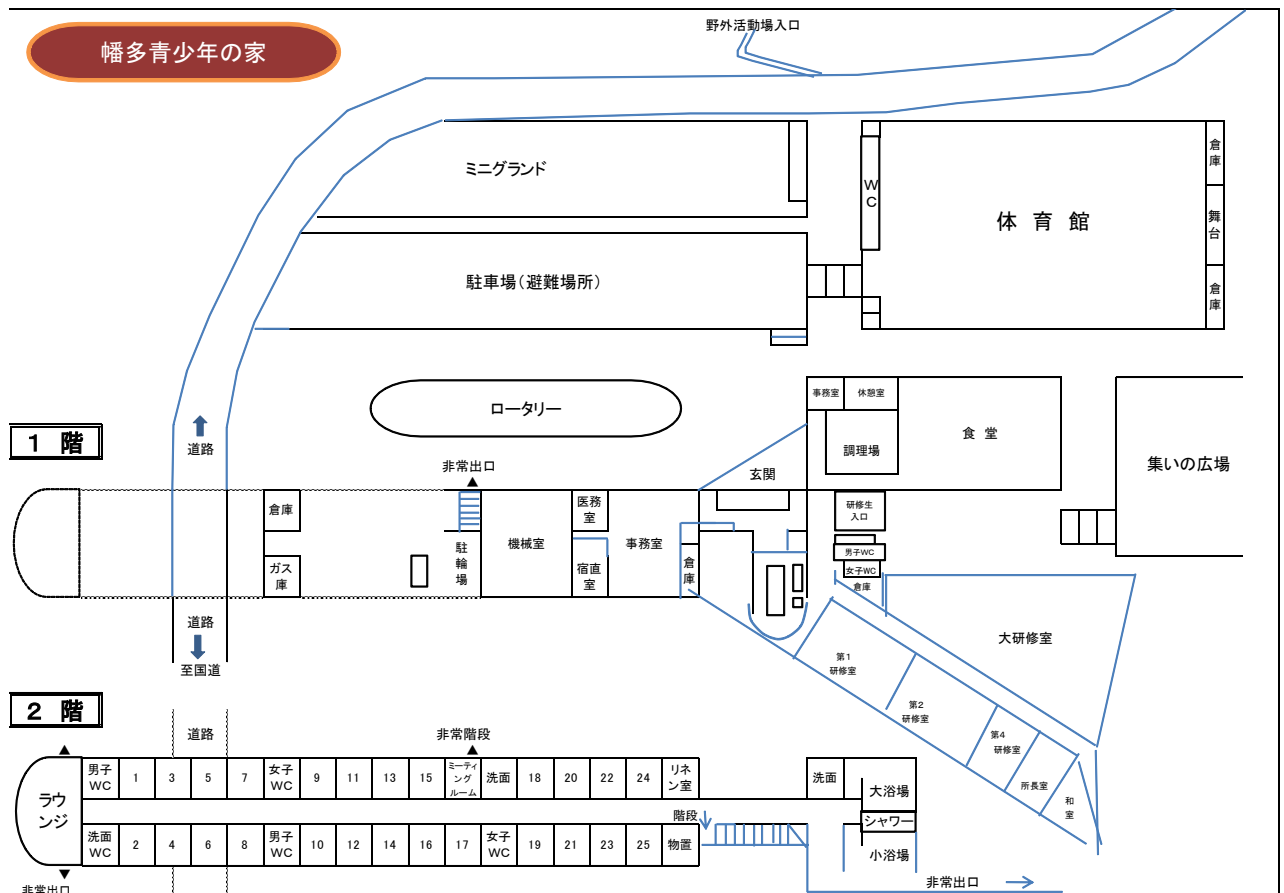 野外活動場入口
幡多青少年の家
ミニグランド
WC
体 育 館
倉庫
舞台
倉庫
駐車場(避難場所)
ロータリー
事務室
休憩室
調理場
食 堂
集いの広場
1 階
道路
非常出口
▲
玄関
倉庫
ガス庫
駐輪場
機械室
医務室
宿直室
事務室
倉庫
研修生
入口
男子WC
女子WC
倉庫
大研修室
第1
研修室
第2
研修室
第4
研修室
所長室
和室
道路
至国道
2 階
道路
非常階段
▲
▲
ラウンジ
男子
WC
1
3
5
7
女子
WC
9
11
13
15
ミーティ
ング
ルーム
洗面
18
20
22
24
リネ
ン室
洗面
大浴場
シャワー
小浴場
階段
洗面
WC
2
4
6
8
男子
WC
10
12
14
16
17
女子
WC
19
21
23
25
物置
▼
非常出口
非常出口